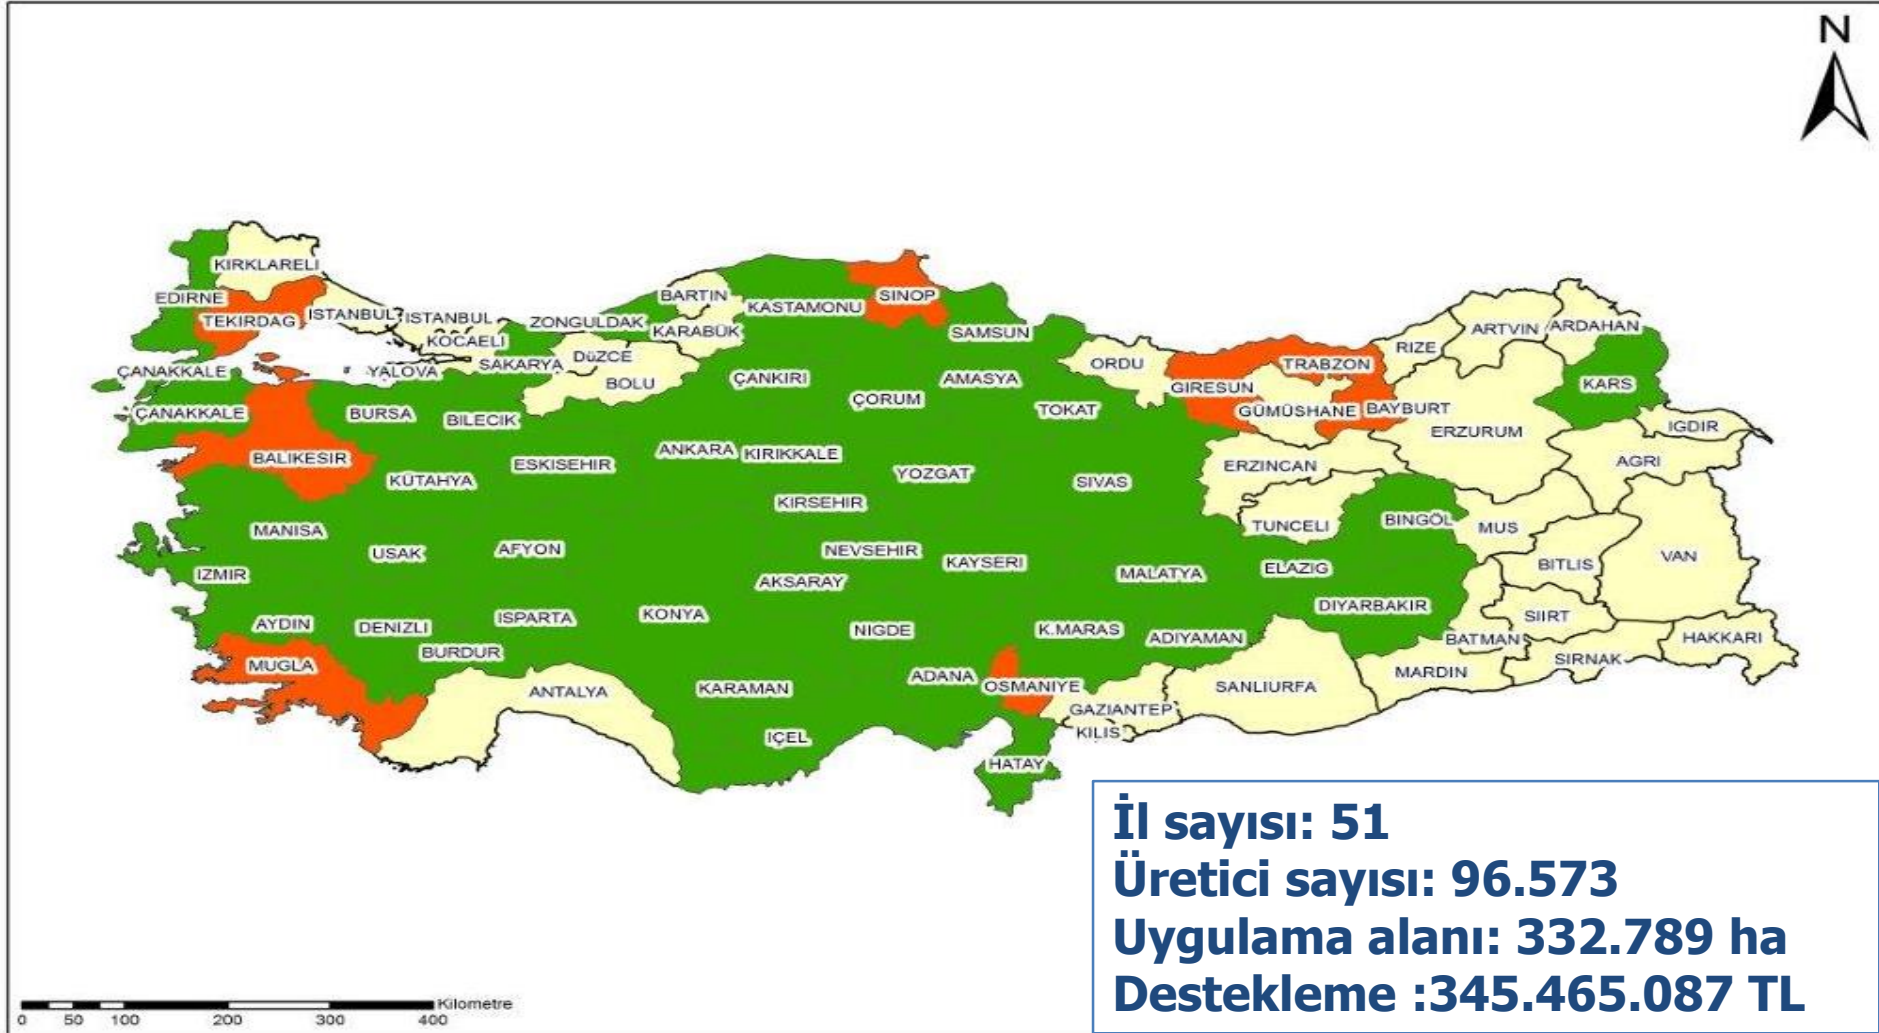 N
KIRKLARELI
EDIRNE
TEKIRDAG
ISTANBUL
ISTANBUL
KOCAELI
YALOVA
SAKARYA
ZONGULDAK
DüZCE
BOLU
BARTIN
KARABÜK
KASTAMONU
SINOP
SAMSUN
ORDU
GIRESUN
TRABZON
RIZE
ARTVIN
ARDAHAN
KARS
ÇANAKKALE
ÇANAKKALE
BURSA
BILECIK
ÇANKIRI
ÇORUM
AMASYA
TOKAT
GÜMÜSHANE
BAYBURT
ERZURUM
IGDIR
AGRI
BALIKESIR
KÜTAHYA
ESKISEHIR
ANKARA
KIRIKKALE
YOZGAT
SIVAS
ERZINCAN
KIRSEHIR
TUNCELI
BINGÖL
MUS
VAN
MANISA
USAK
AFYON
NEVSEHIR
KAYSERI
MALATYA
ELAZIG
BITLIS
IZMIR
AKSARAY
DIYARBAKIR
SIIRT
AYDIN
DENIZLI
ISPARTA
KONYA
NIGDE
K.MARAS
ADIYAMAN
BATMAN
HAKKARI
MUGLA
BURDUR
SIRNAK
MARDIN
ANTALYA
KARAMAN
ADANA
OSMANIYE
SANLIURFA
GAZIANTEP
KILIS
IÇEL
HATAY
İl sayısı: 51
Üretici sayısı: 96.573
Uygulama alanı: 332.789 ha
Destekleme :345.465.087 TL
Kilometre
0 50 100 200 300 400